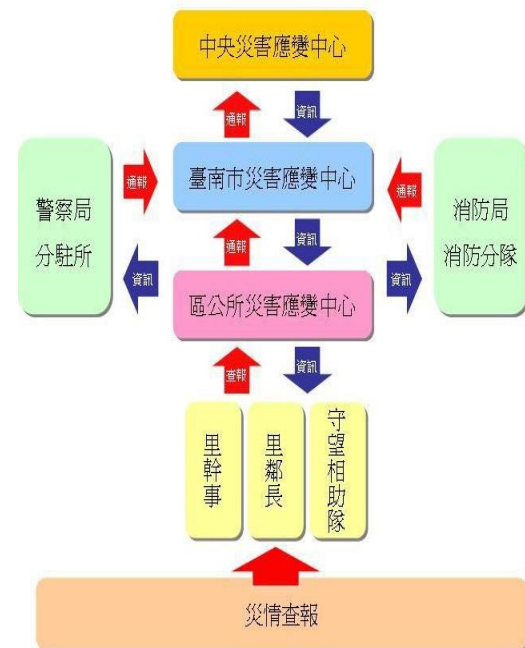 中央災害應變中心
通報
資訊
臺南市災害應變中心
警察局
分駐所
通報
通報
消防局
消防分隊
通報
資訊
資訊
資訊
區公所災害應變中心
查報
資訊
里幹事
里鄰長
守望相助隊
災情查報